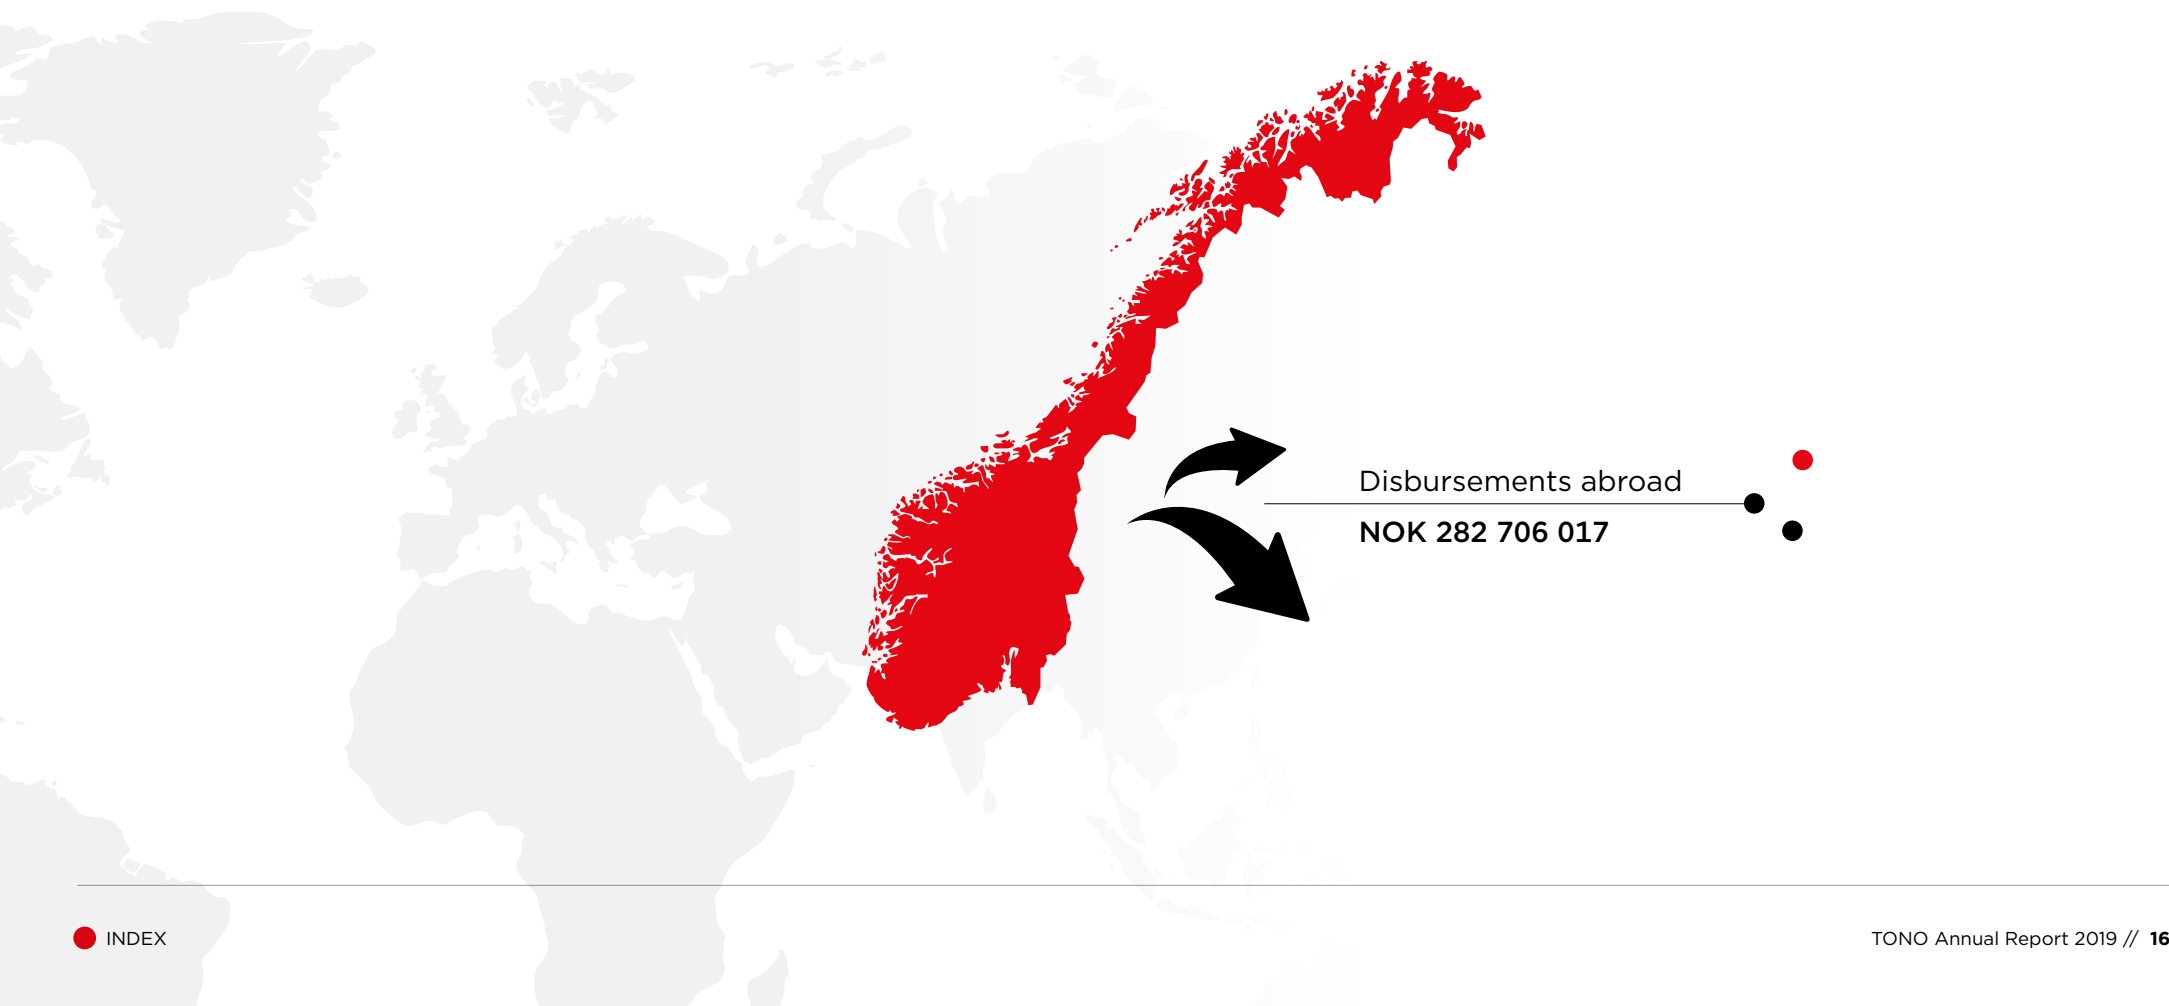 Disbursements abroad
NOK 282 706 017
INDEX
TONO Annual Report 2019 // 16